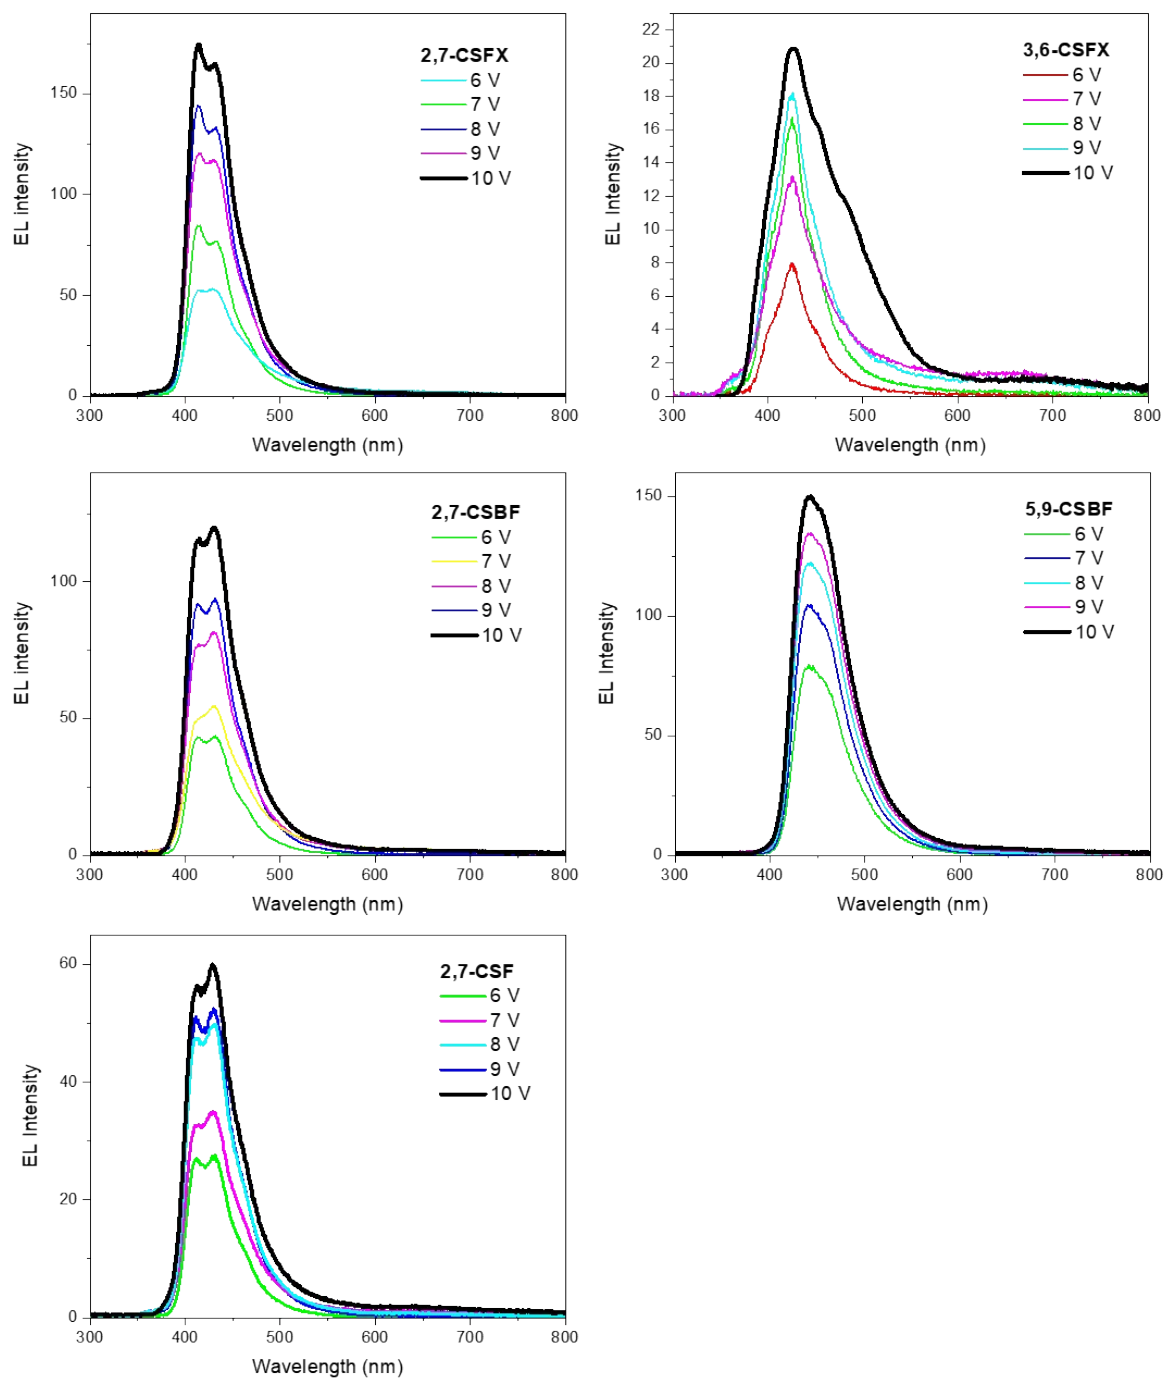 2,7-CSFX
6 V
7 V
8 V
9 V
10 V
EL intensity
150
100
50
0
300 400 500 600 700 800
Wavelength (nm)
3,6-CSFX
6 V
7 V
8 V
9 V
10 V
EL Intensity
22
20
18
16
14
12
10
8
6
4
2
0
300 400 500 600 700 800
Wavelength (nm)
2,7-CSBF
6 V
7 V
8 V
9 V
10 V
EL intensity
100
50
0
300 400 500 600 700 800
Wavelength (nm)
5,9-CSBF
6 V
7 V
8 V
9 V
10 V
EL Intensity
150
100
50
0
300 400 500 600 700 800
Wavelength (nm)
2,7-CSF
6 V
7 V
8 V
9 V
10 V
EL Intensity
60
40
20
0
300 400 500 600 700 800
Wavelength (nm)